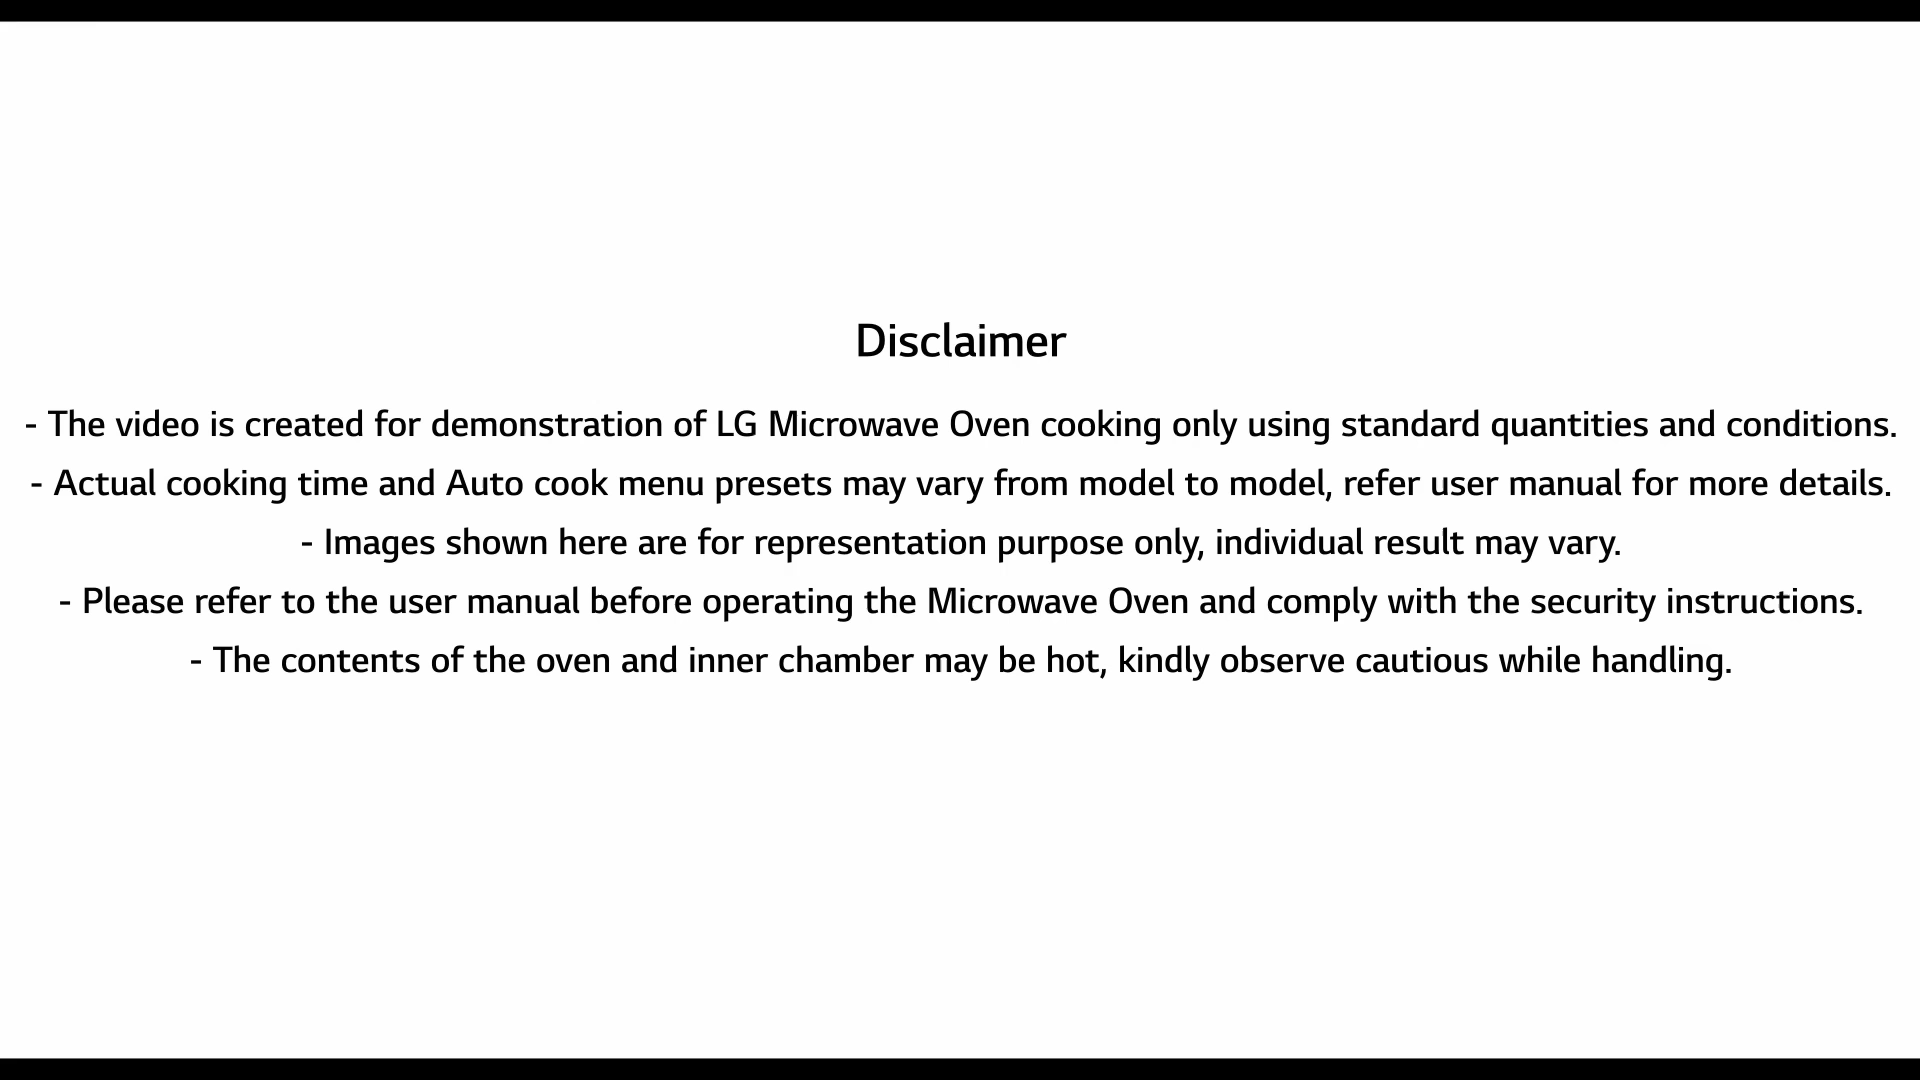 Disclaimer
- The video is created for demonstration of LG Microwave Oven cooking only using standard quantities and conditions.
- Actual cooking time and Auto cook menu presets may vary from model to model, refer user manual for more details.
- Images shown here are for representation purpose only, individual result may vary.
- Please refer to the user manual before operating the Microwave Oven and comply with the security instructions.
- The contents of the oven and inner chamber may be hot, kindly observe cautious while handling.